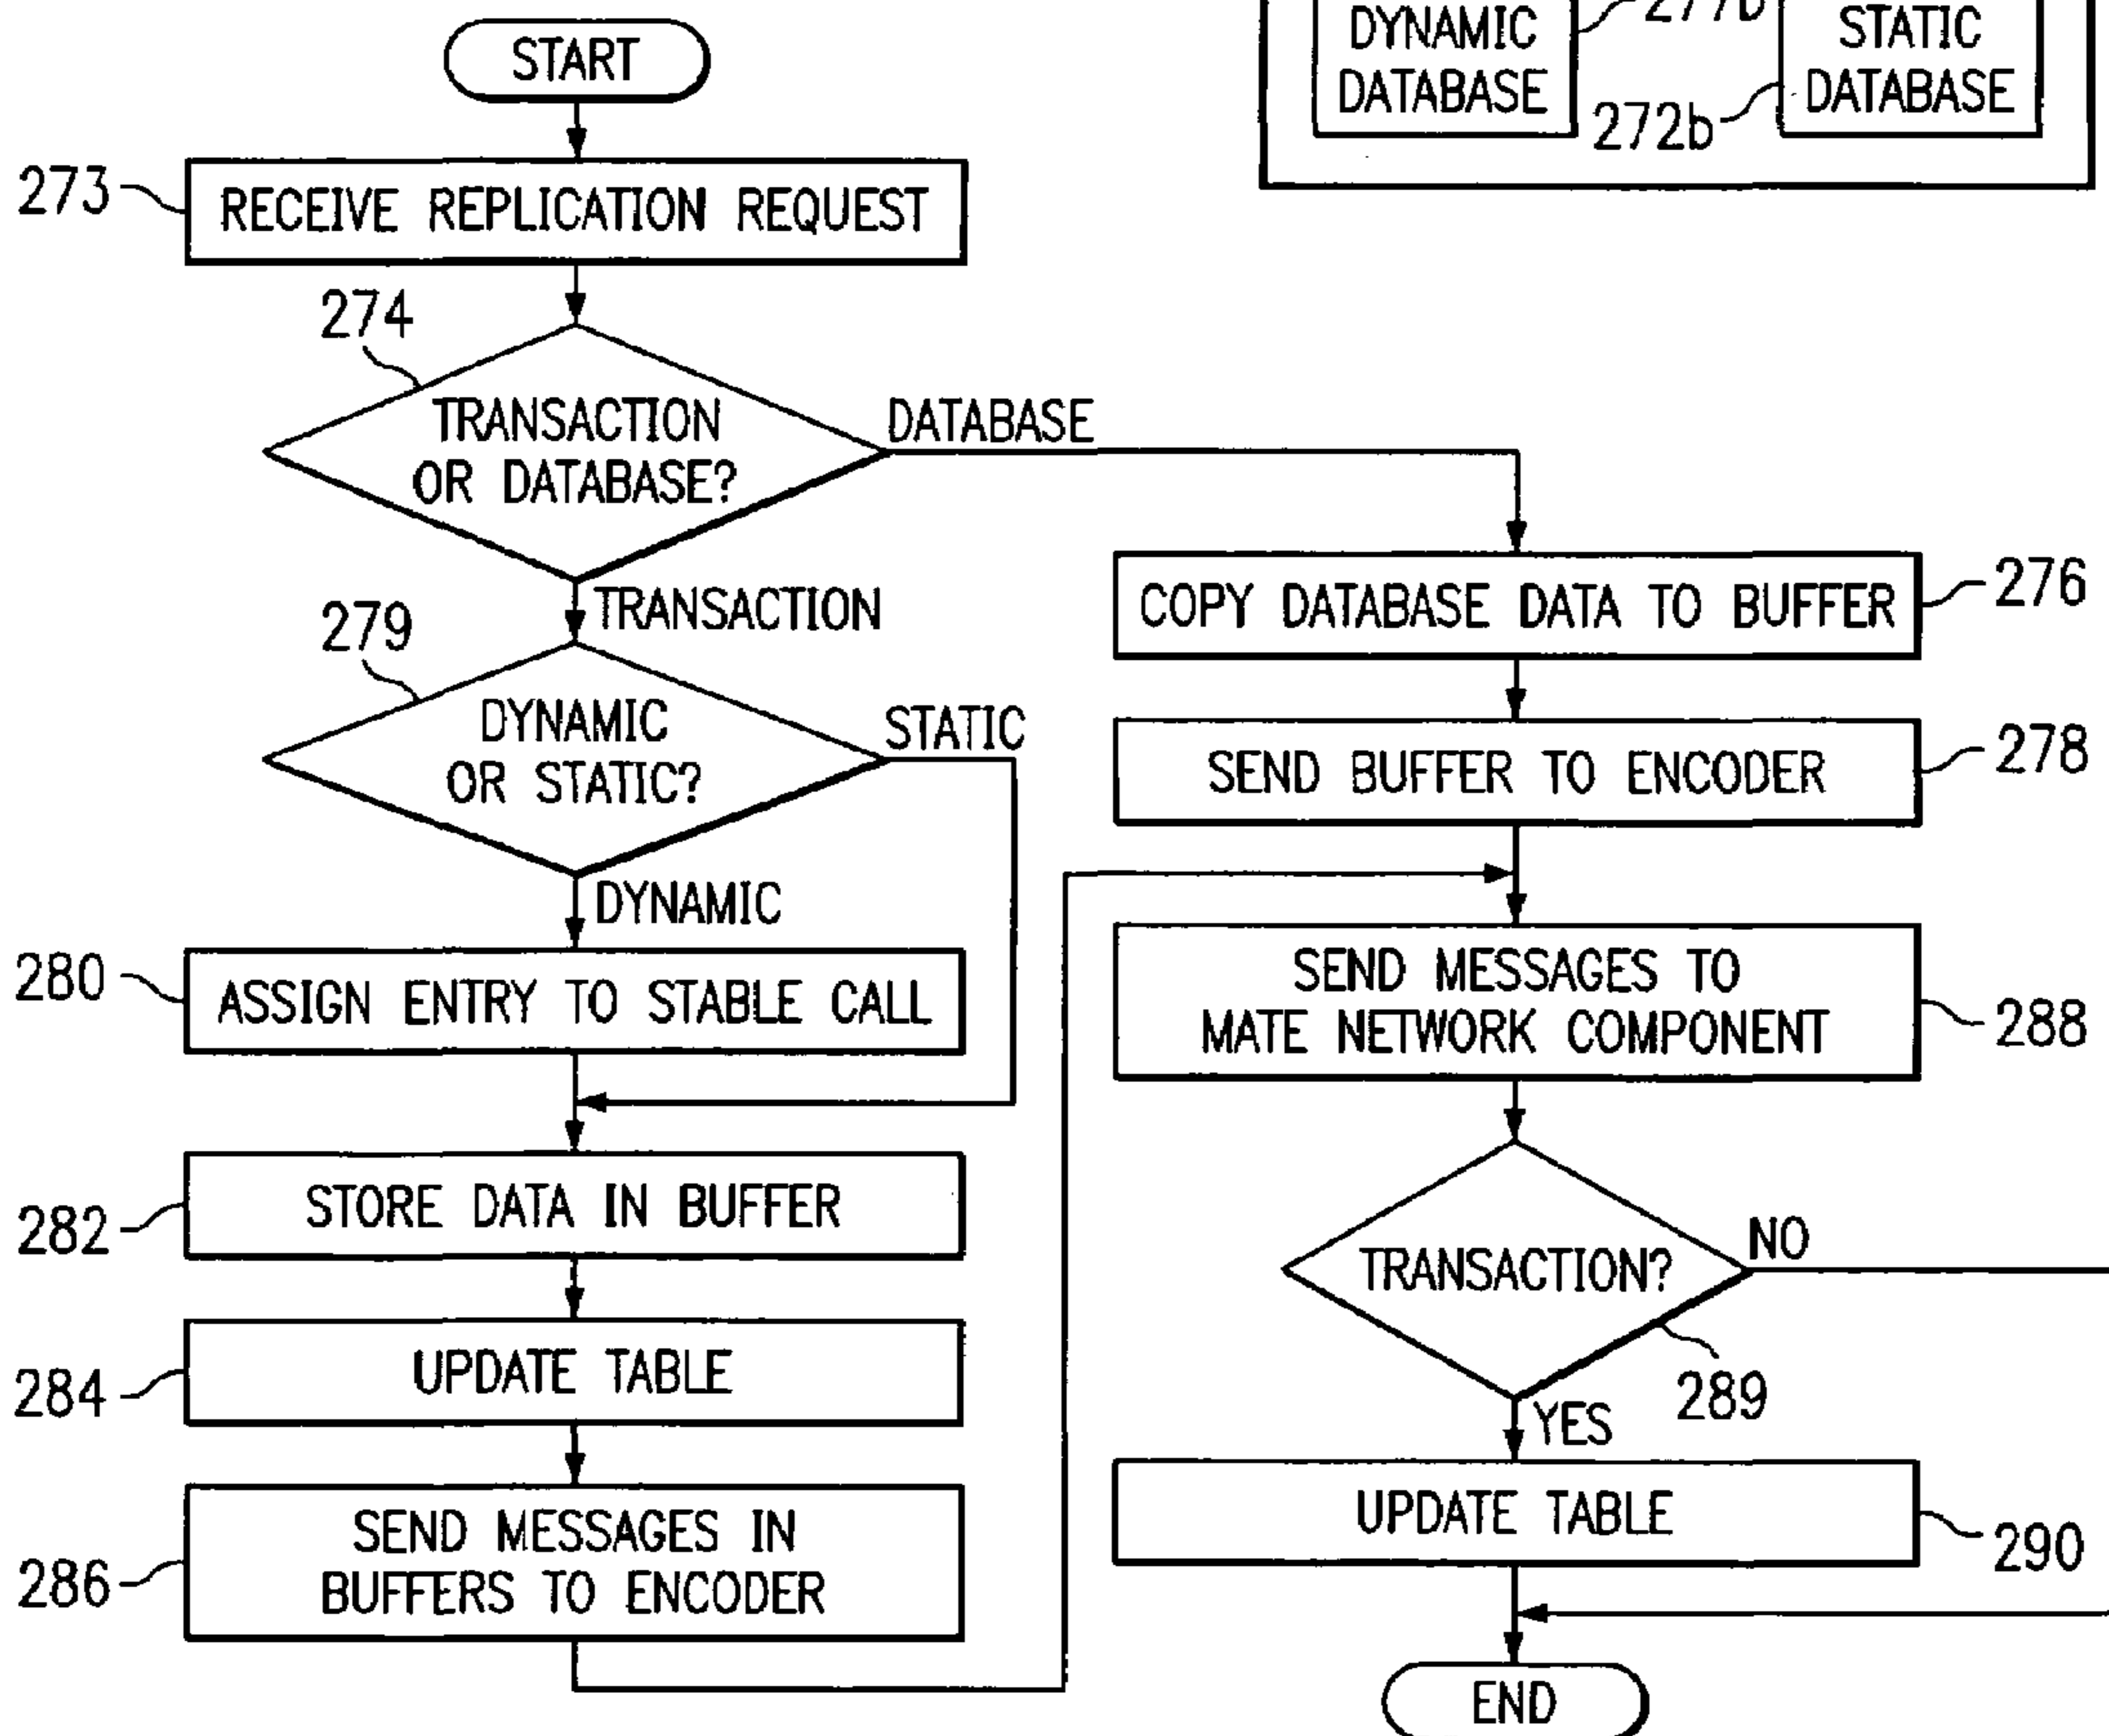 START
273
RECEIVE REPLICATION REQUEST
274
TRANSACTION
OR DATABASE?
DATABASE
TRANSACTION
279
DYNAMIC
OR STATIC?
STATIC
DYNAMIC
280
ASSIGN ENTRY TO STABLE CALL
282
STORE DATA IN BUFFER
284
UPDATE TABLE
286
SEND MESSAGES IN
BUFFERS TO ENCODER
DYNAMIC
DATABASE
277b
STATIC
DATABASE
272b
COPY DATABASE DATA TO BUFFER
276
SEND BUFFER TO ENCODER
278
SEND MESSAGES TO
MATE NETWORK COMPONENT
288
TRANSACTION?
NO
289
YES
UPDATE TABLE
290
END